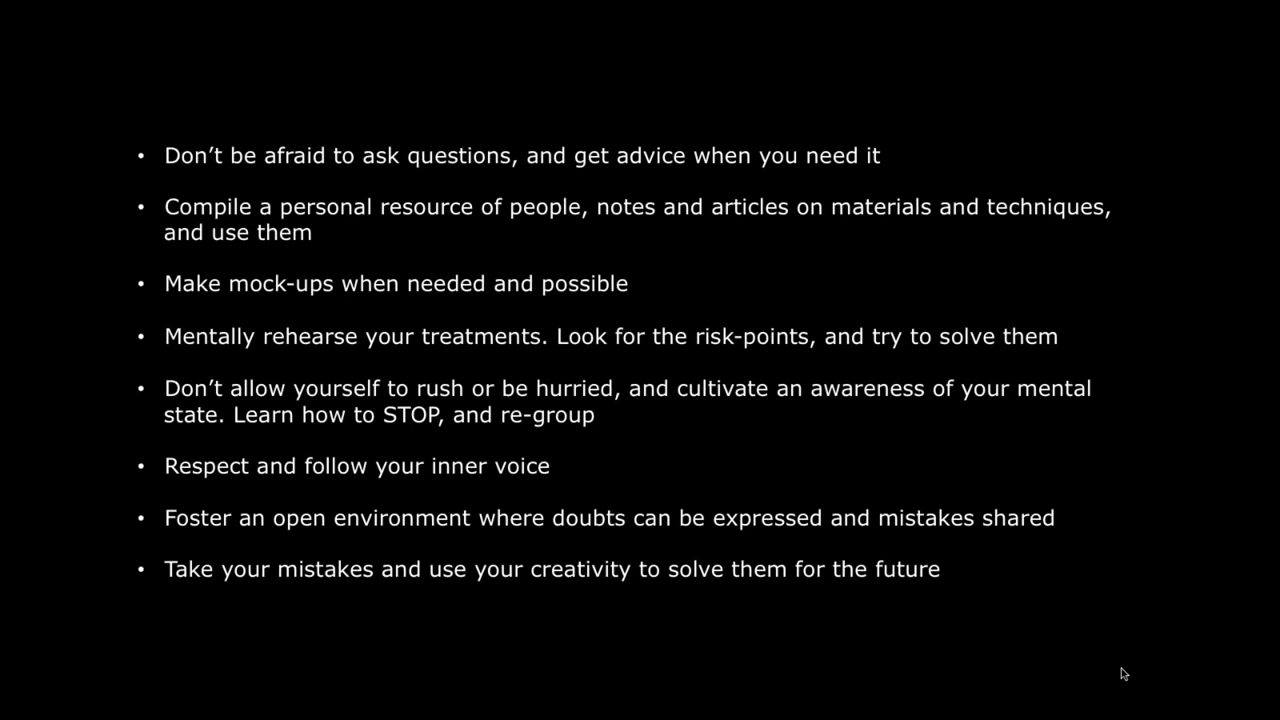 • Don’t be afraid to ask questions, and get advice when you need it
• Compile a personal resource of people, notes and articles on materials and techniques,
and use them
• Make mock-ups when needed and possible
• Mentally rehearse your treatments. Look for the risk-points, and try to solve them
• Don’t allow yourself to rush or be hurried, and cultivate an awareness of your mental
state. Learn how to STOP, and re-group
• Respect and follow your inner voice
• Foster an open environment where doubts can be expressed and mistakes shared
• Take your mistakes and use your creativity to solve them for the future